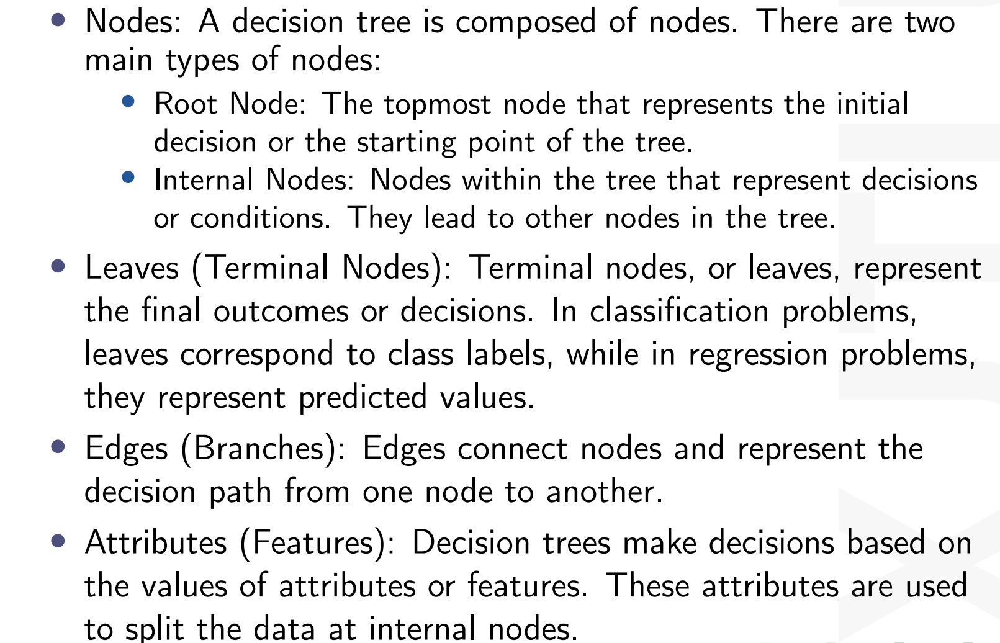 • Nodes: A decision tree is composed of nodes. There are two
main types of nodes:
• Root Node: The topmost node that represents the initial
decision or the starting point of the tree.
• Internal Nodes: Nodes within the tree that represent decisions
or conditions. They lead to other nodes in the tree.
• Leaves (Terminal Nodes): Terminal nodes, or leaves, represent
the final outcomes or decisions. In classification problems,
leaves correspond to class labels, while in regression problems,
they represent predicted values.
• Edges (Branches): Edges connect nodes and represent the
decision path from one node to another.
• Attributes (Features): Decision trees make decisions based on
the values of attributes or features. These attributes are used
to split the data at internal nodes.